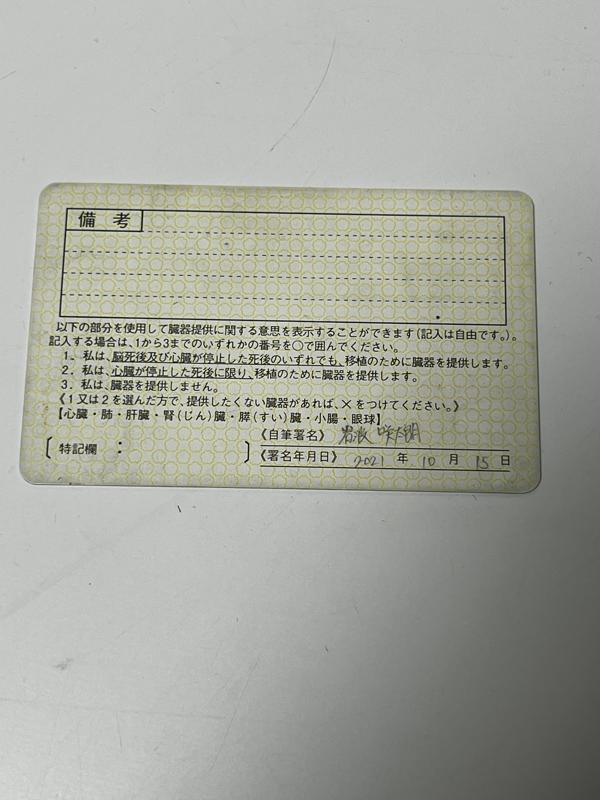 備考
以下の部分を使用して臓器提供に関する意思を表示することができます(記入は自由です。)。
記入する場合は、1から3までのいずれかの番号を○で囲んでください。
1. 私は、脳死後及び心臓が停止した死後のいずれでも、移植のために臓器を提供します。
2. 私は、心臓が停止した死後に限り、移植のために臓器を提供します。
3. 私は、臓器を提供しません。
《1又は2を選んだ方で、提供したくない臓器があれば、×をつけてください。》
【心臓・肺・肝臓・腎(じん)臓・膵(すい)臓・小腸・眼球】
〔特記欄: 〕
《自筆署名》
《署名年月日》 2021 年 10 月 15 日